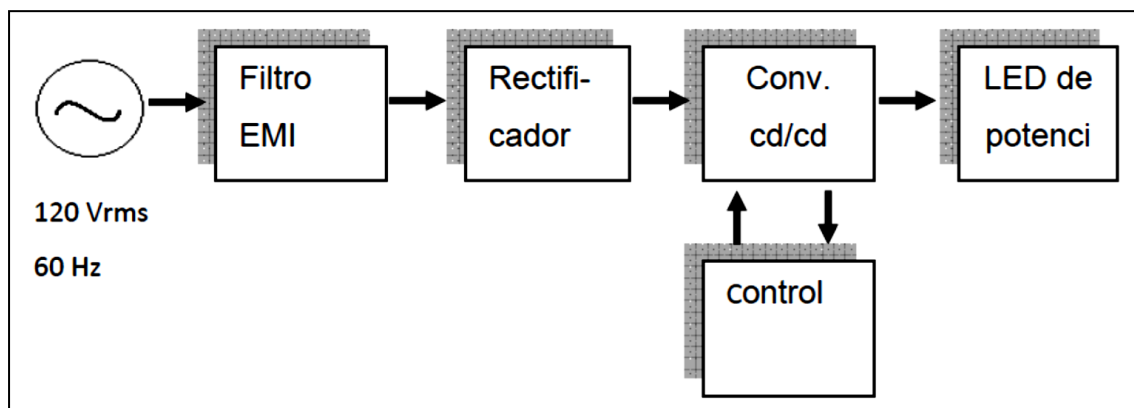 Filtro
EMI
Rectifi-
cador
Conv.
cd/cd
LED de
potenci
120 Vrms
60 Hz
control